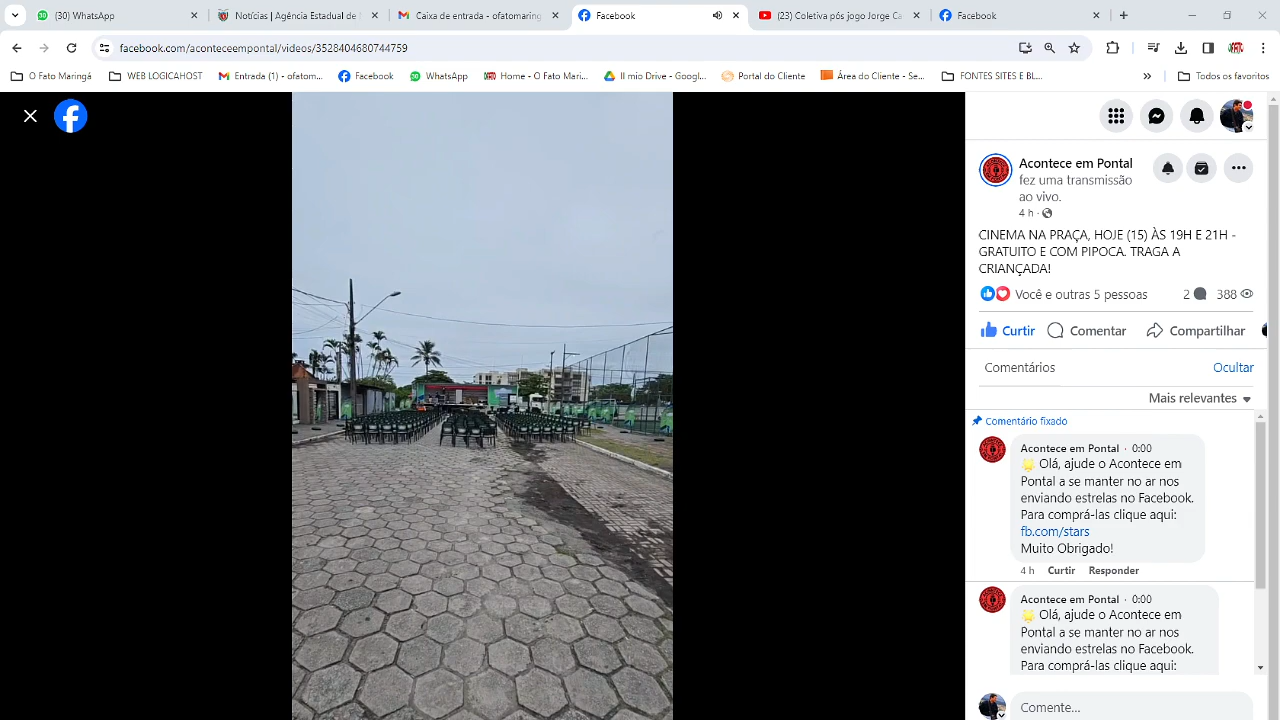 (30) WhatsApp
Notícias | Agência Estadual de
Caixa de entrada - ofatomaring
Facebook
(23) Coletiva pós jogo Jorge Ca
Facebook
facebook.com/aconteceempontal/videos/3528404680744759
O Fato Maringá
WEB LOGICAHOST
Entrada (1) - ofatom...
Facebook
WhatsApp
Home - O Fato Mari...
Il mio Drive - Googl...
Portal do Cliente
Área do Cliente - Se...
FONTES SITES E BL...
Todos os favoritos
Acontece em Pontal
fez uma transmissão
ao vivo.
4 h
CINEMA NA PRAÇA, HOJE (15) ÀS 19H E 21H -
GRATUITO E COM PIPOCA. TRAGA A
CRIANÇADA!
Você e outras 5 pessoas
2
388
Curtir
Comentar
Compartilhar
Comentários
Ocultar
Mais relevantes
Comentário fixado
Acontece em Pontal · 0:00
Olá, ajude o Acontece em
Pontal a se manter no ar nos
enviando estrelas no Facebook.
Para comprá-las clique aqui:
fb.com/stars
Muito Obrigado!
4 h Curtir Responder
Acontece em Pontal · 0:00
Olá, ajude o Acontece em
Pontal a se manter no ar nos
enviando estrelas no Facebook.
Para comprá-las clique aqui:
Comente...